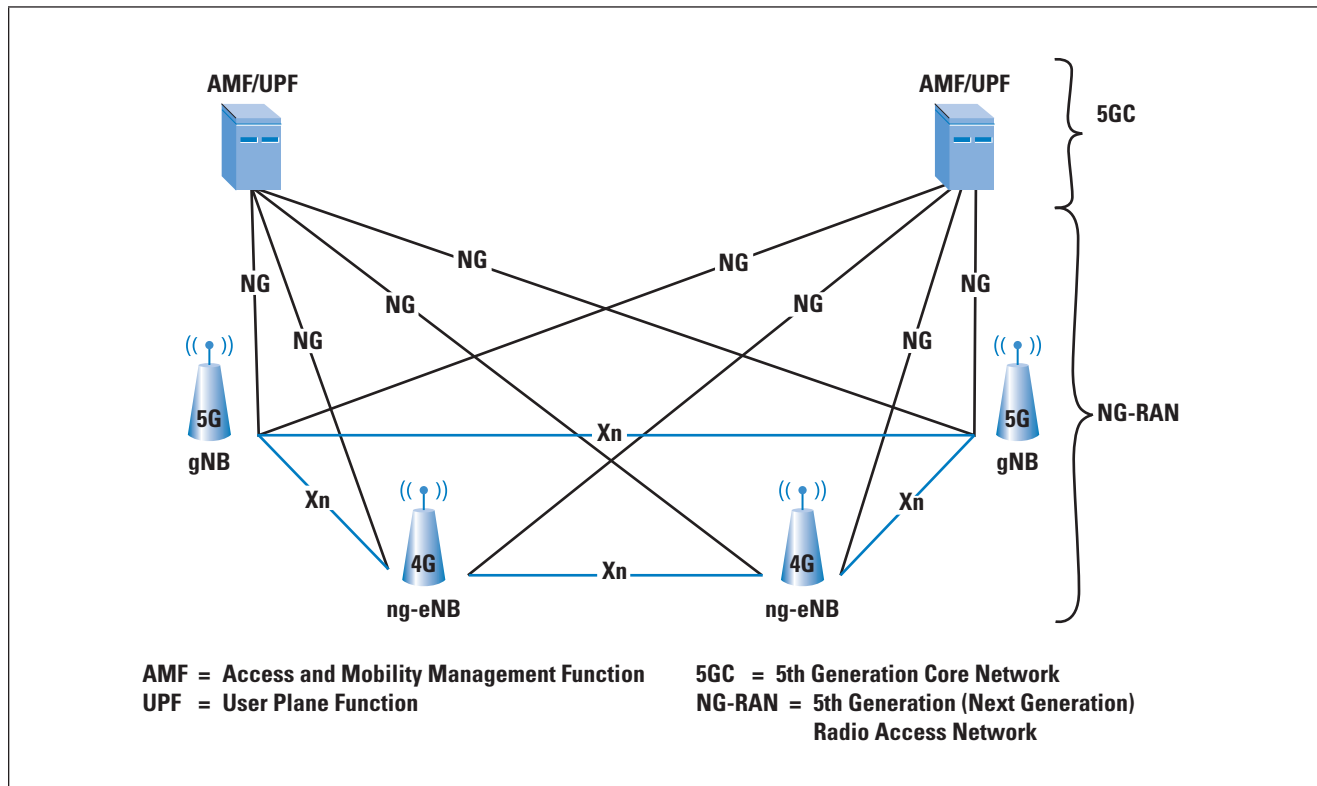 AMF/UPF
AMF/UPF
5GC
NG
NG
NG
NG
NG
NG
NG
NG
5G
gNB
Xn
5G
gNB
NG-RAN
Xn
Xn
4G
ng-eNB
Xn
4G
ng-eNB
AMF = Access and Mobility Management Function
UPF = User Plane Function
5GC = 5th Generation Core Network
NG-RAN = 5th Generation (Next Generation)
Radio Access Network